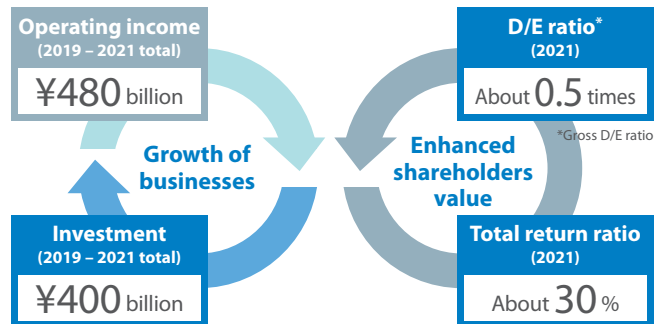 Operating income
(2019 – 2021 total)
¥480 billion
D/E ratio*
(2021)
About 0.5 times
*Gross D/E ratio
Growth of
businesses
Enhanced
shareholders
value
Investment
(2019 – 2021 total)
¥400 billion
Total return ratio
(2021)
About 30 %